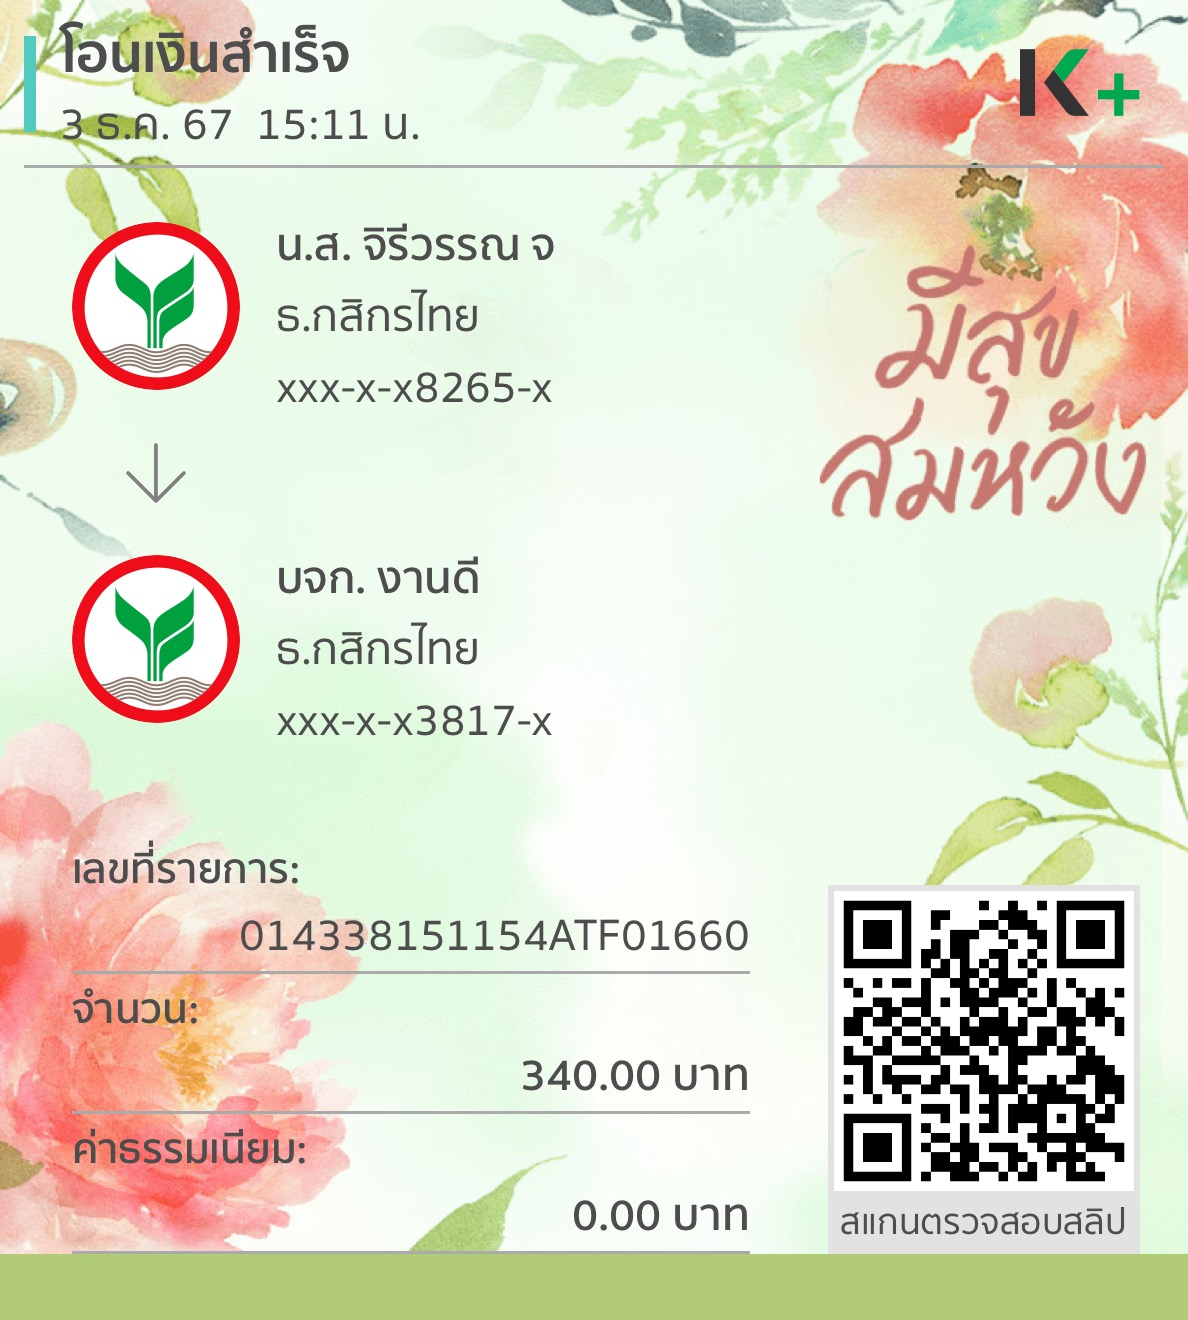 โอนเงินสำเร็จ
3 ธ.ค. 67 15:11 น.
K+
น.ส. จิรีวรรณ จ
ธ.กสิกรไทย
xxx-x-x8265-x
มีสุข
สมหวัง
บจก. งานดี
ธ.กสิกรไทย
xxx-x-x3817-x
เลขที่รายการ:
014338151154ATF01660
จำนวน:
340.00 บาท
ค่าธรรมเนียม:
0.00 บาท
สแกนตรวจสอบสลิป